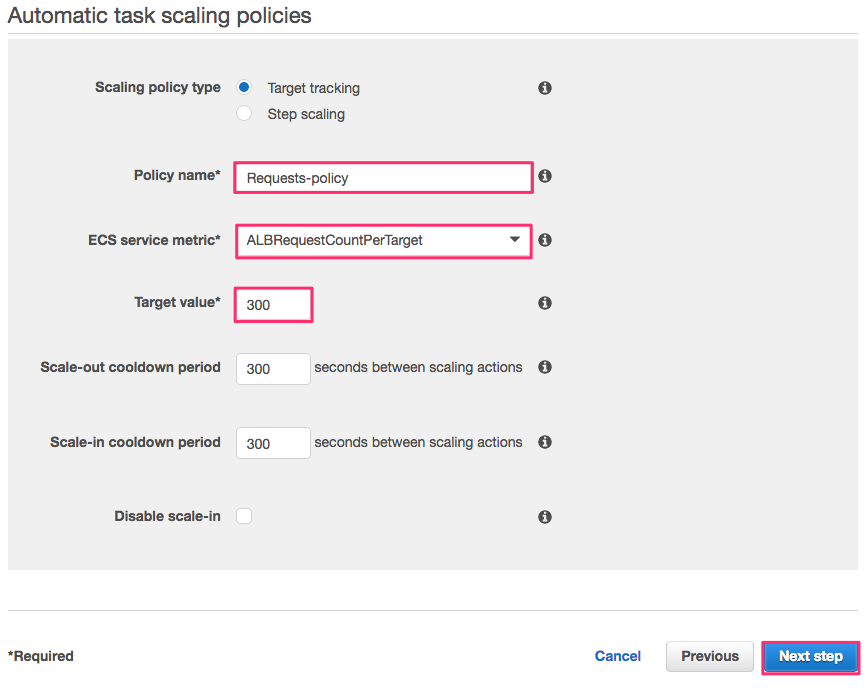 Automatic task scaling policies
Scaling policy type Target tracking
Step scaling
Policy name* Requests-policy
ECS service metric* ALBRequestCountPerTarget
Target value* 300
Scale-out cooldown period 300 seconds between scaling actions
Scale-in cooldown period 300 seconds between scaling actions
Disable scale-in
*Required Cancel Previous Next step